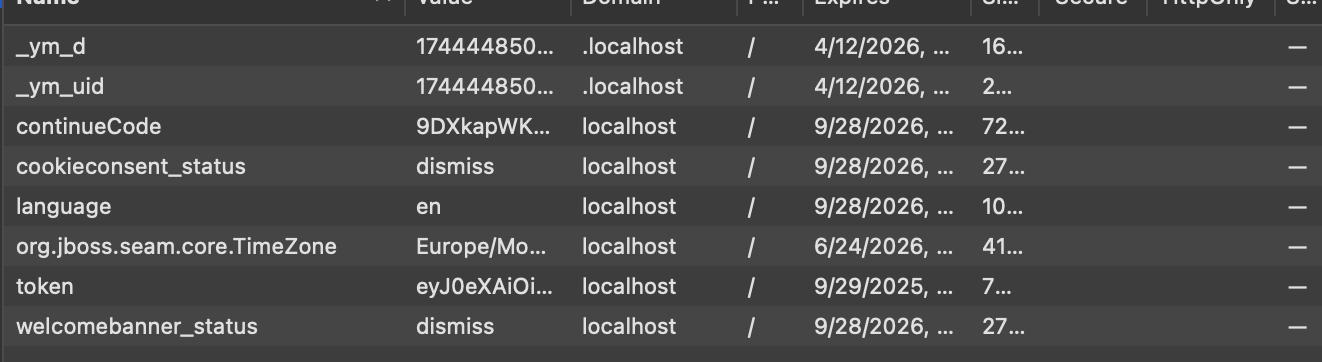 Name Value Domain P... Expires Si... Secure HttpOnly S...
_ym_d 174444850... .localhost / 4/12/2026, ... 16... —
_ym_uid 174444850... .localhost / 4/12/2026, ... 2... —
continueCode 9DXkapWK... localhost / 9/28/2026, ... 72... —
cookieconsent_status dismiss localhost / 9/28/2026, ... 27... —
language en localhost / 9/28/2026, ... 10... —
org.jboss.seam.core.TimeZone Europe/Mo... localhost / 6/24/2026, ... 41... —
token eyJ0eXAiOi... localhost / 9/29/2025, ... 7... —
welcomebanner_status dismiss localhost / 9/28/2026, ... 27... —